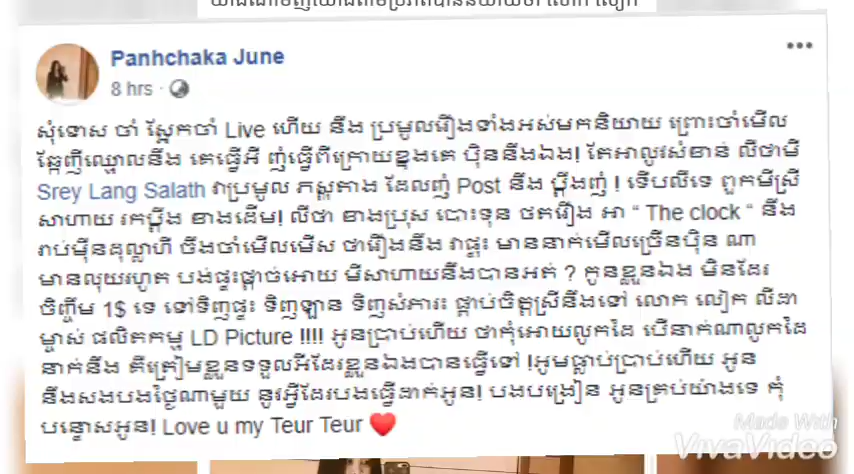 Panhchaka June
8 hrs
សុំទោស ចាំ ស្អែកចាំ Live ហើយ នឹង ប្រមូលរឿងទាំងអស់មកនិយាយ ព្រោះចាំមើល
ឆ្កែញីឈ្មោលនឹង គេធ្វើអី ញុំធ្វើពីក្រោយខ្នងគេ ប៉ិននឹងឯង! តែអាលូវសំខាន់ លឺថាមី
Srey Lang Salath វាប្រមូល ភស្តុតាង ដែលញុំ Post នឹង ប្តឹងញុំ ! ទើបលឺទេ ពួកមីស្រី
សាហាយ រកប្តឹង ខាងដើម! លឺថា ខាងប្រុស បោះទុន ថតរឿង អា “ The clock “ នឹង
រាប់ម៉ឺនដុល្លាហី ចឹងចាំមើលមើស ថារឿងនឹង វាផ្ទុះ មាននាក់មើលច្រើនប៉ិន ណា
មានលុយរហូត បង់ផ្ទះផ្តាច់អោយ មីសាហាយនឹងបានអត់ ? កូនខ្លួនឯង មិនដែរ
ចិញ្ចឹម 1$ ទេ ទៅទិញផ្ទះ ទិញឡាន ទិញសំភារះ ផ្គាប់ចិត្តស្រីនឹងទៅ លោក លៀក លីដា
ម្ចាស់ ផលិតកម្ម LD Picture !!!! អូនប្រាប់ហើយ ថាកុំអោយលូកដៃ បើនាក់ណាលូកដៃ
នាក់នឹង គឺត្រៀមខ្លួនទទួលអីដែរខ្លួនឯងបានធ្វើទៅ !អូមធ្លាប់ប្រាប់ហើយ អូន
នឹងសងបងថ្ងៃណាមួយ នូវអ្វីដែរបងធ្វើដាក់អូន! បងបង្រៀន អូនគ្រប់យ៉ាងទេ កុំ
បន្ទោសអូន! Love u my Teur Teur
Made With
VivaVideo